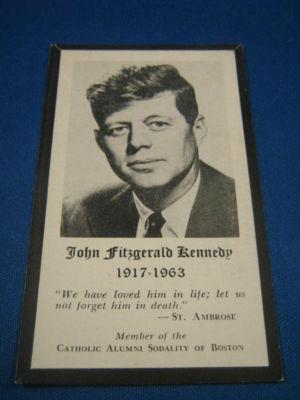 John Fitzgerald Kennedy
1917-1963
"We have loved him in life; let us
not forget him in death."
— St. Ambrose
Member of the
Catholic Alumni Sodality of Boston